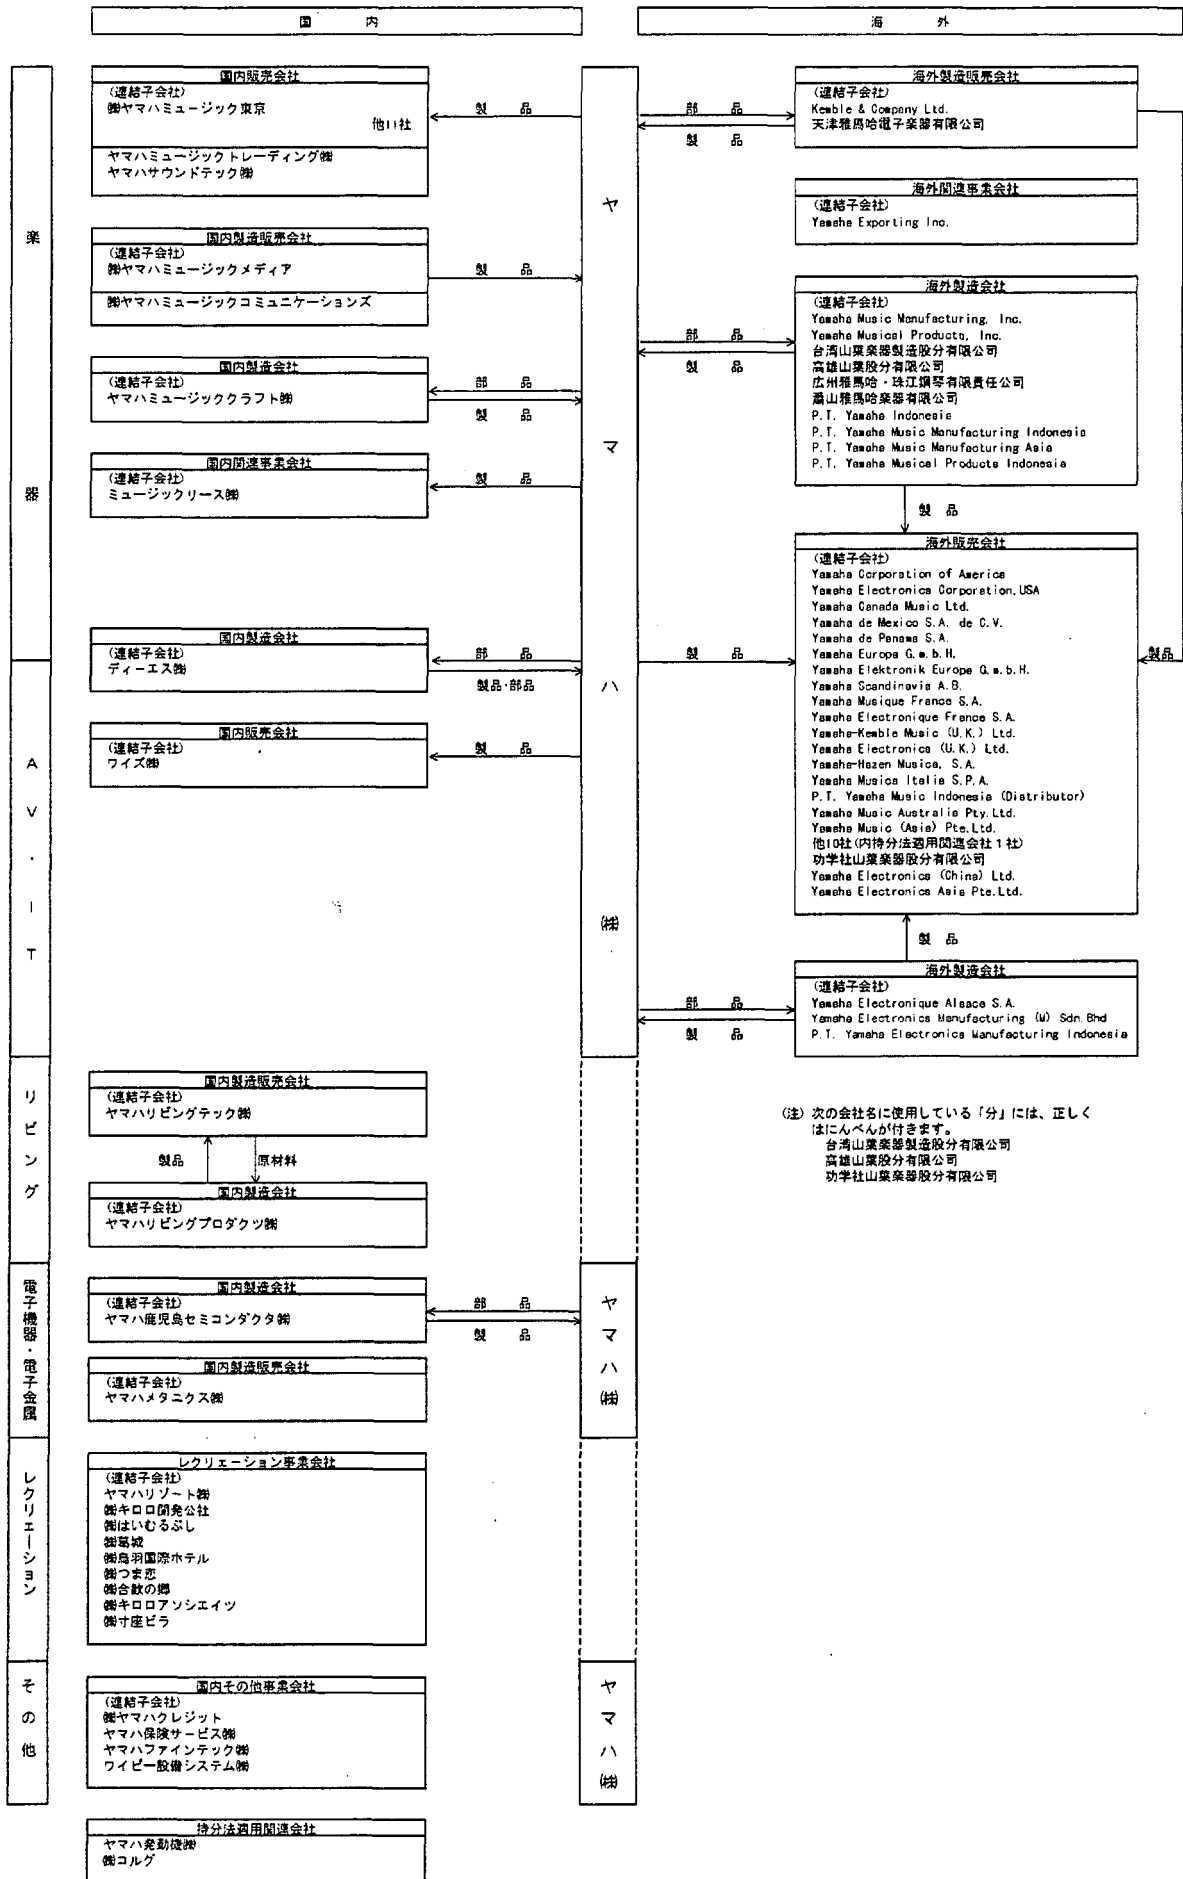 国 内
海 外
楽 器
AV・IT
リビング
電子機器・電子金属
レクリェーション
その他
国内販売会社
(連結子会社)
㈱ヤマハミュージック東京
他11社
ヤマハミュージックトレーディング㈱
ヤマハサウンドテック㈱
製 品
国内製造販売会社
(連結子会社)
㈱ヤマハミュージックメディア
㈱ヤマハミュージックコミュニケーションズ
製 品
国内製造会社
(連結子会社)
ヤマハミュージッククラフト㈱
部 品
製 品
国内関連事業会社
(連結子会社)
ミュージックリース㈱
製 品
国内製造会社
(連結子会社)
ディーエス㈱
部 品
製品・部品
国内販売会社
(連結子会社)
ワイズ㈱
製 品
ヤマハ㈱
海外製造販売会社
(連結子会社)
Kemble & Company Ltd.
天津雅馬哈電子楽器有限公司
部 品
製 品
海外関連事業会社
(連結子会社)
Yamaha Exporting Inc.
海外製造会社
(連結子会社)
Yamaha Music Manufacturing, Inc.
Yamaha Musical Products, Inc.
台湾山葉楽器製造股分有限公司
高雄山葉股分有限公司
広州雅馬哈・珠江鋼琴有限責任公司
蕭山雅馬哈楽器有限公司
P.T. Yamaha Indonesia
P.T. Yamaha Music Manufacturing Indonesia
P.T. Yamaha Music Manufacturing Asia
P.T. Yamaha Musical Products Indonesia
部 品
製 品
製 品
海外販売会社
(連結子会社)
Yamaha Corporation of America
Yamaha Electronics Corporation,USA
Yamaha Canada Music Ltd.
Yamaha de Mexico S.A. de C.V.
Yamaha de Panama S.A.
Yamaha Europa G.m.b.H.
Yamaha Elektronik Europa G.m.b.H.
Yamaha Scandinavia A.B.
Yamaha Musique France S.A.
Yamaha Electronique France S.A.
Yamaha-Kemble Music (U.K.) Ltd.
Yamaha Electronics (U.K.) Ltd.
Yamaha-Hazen Musica, S.A.
Yamaha Musica Italia S.P.A.
P.T. Yamaha Music Indonesia (Distributor)
Yamaha Music Australia Pty.Ltd.
Yamaha Music (Asia) Pte.Ltd.
他10社(内持分法適用関連会社1社)
功学社山葉楽器股分有限公司
Yamaha Electronics (China) Ltd.
Yamaha Electronics Asia Pte.Ltd.
製 品
製品
製 品
海外製造会社
(連結子会社)
Yamaha Electronique Alsace S.A.
Yamaha Electronics Manufacturing (M) Sdn.Bhd
P.T. Yamaha Electronics Manufacturing Indonesia
部 品
製 品
国内製造販売会社
(連結子会社)
ヤマハリビングテック㈱
製品
原材料
国内製造会社
(連結子会社)
ヤマハリビングプロダクツ㈱
(注) 次の会社名に使用している「分」には、正しく
はにんべんが付きます。
台湾山葉楽器製造股分有限公司
高雄山葉股分有限公司
功学社山葉楽器股分有限公司
国内製造会社
(連結子会社)
ヤマハ鹿児島セミコンダクタ㈱
部 品
製 品
ヤマハ㈱
国内製造販売会社
(連結子会社)
ヤマハメタニクス㈱
レクリェーション事業会社
(連結子会社)
ヤマハリゾート㈱
㈱キロロ開発公社
㈱はいむるぶし
㈱葛城
㈱鳥羽国際ホテル
㈱つま恋
㈱合歓の郷
㈱キロロアソシエイツ
㈱寸座ビラ
国内その他事業会社
(連結子会社)
㈱ヤマハクレジット
ヤマハ保険サービス㈱
ヤマハファインテック㈱
ワイピー設備システム㈱
ヤマハ㈱
持分法適用関連会社
ヤマハ発動機㈱
㈱コルグ